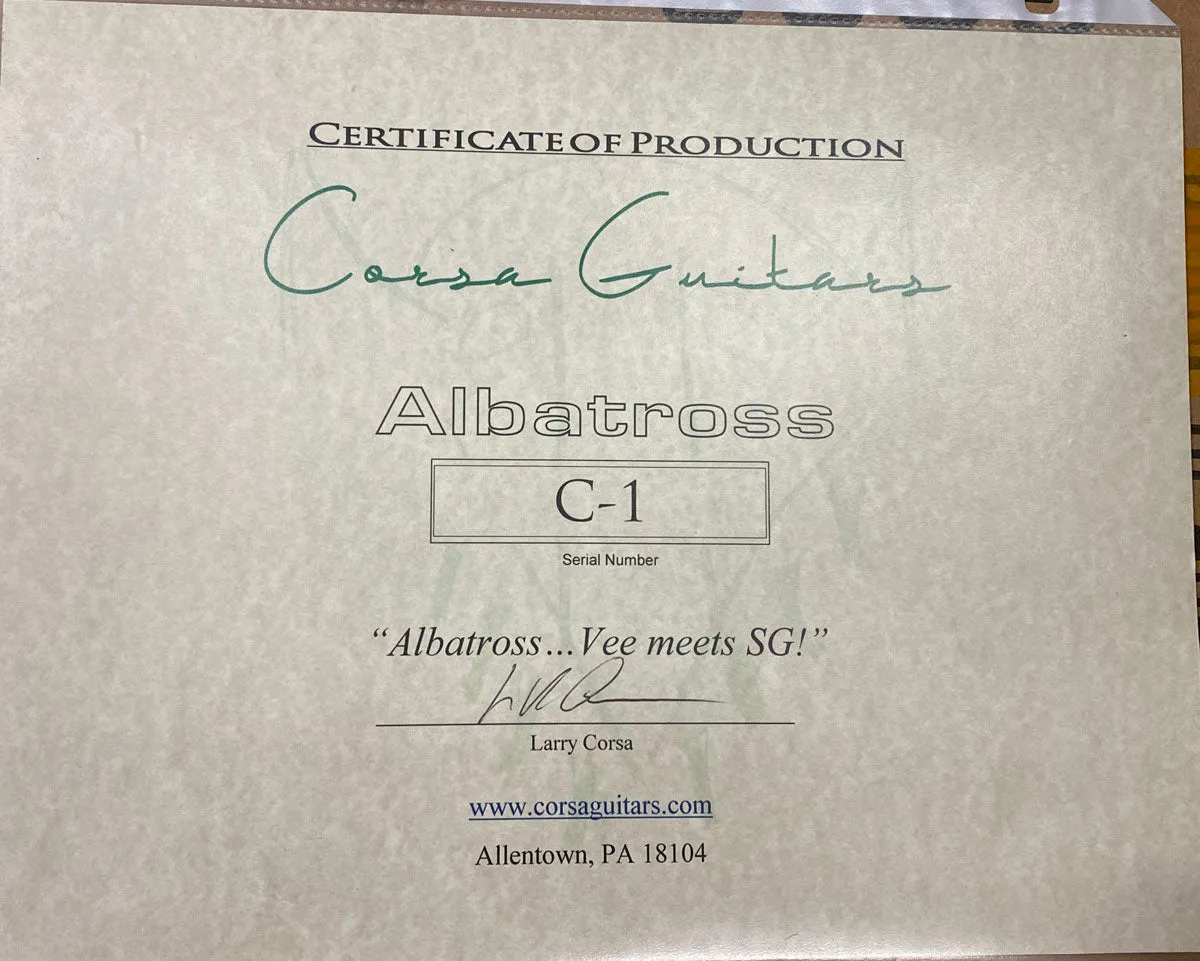 CERTIFICATE OF PRODUCTION
Corsa Guitars
Albatross
C-1
Serial Number
“Albatross…Vee meets SG!”
Larry Corsa
www.corsaguitars.com
Allentown, PA 18104